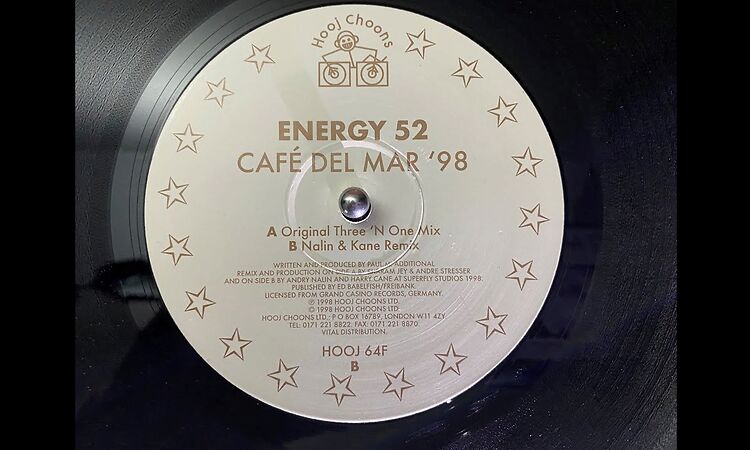 Hooj Choons
ENERGY 52
CAFÉ DEL MAR '98
A Original Three 'N One Mix
B Nalin & Kane Remix
WRITTEN AND PRODUCED BY PAUL M. ADDITIONAL
REMIX AND PRODUCTION ON SIDE A BY SHARAM JEY & ANDRE STRESSER
AND ON SIDE B BY ANDRY NALIN AND HARRY CANE AT SUPERFLY STUDIOS 1998.
PUBLISHED BY ED BABELFISH/FREIBANK.
LICENSED FROM GRAND CASINO RECORDS, GERMANY.
℗ 1998 HOOJ CHOONS LTD.
© 1998 HOOJ CHOONS LTD.
HOOJ CHOONS LTD.; P O BOX 16789, LONDON W11 4ZY.
TEL: 0171 221 8822. FAX: 0171 221 8870.
VITAL DISTRIBUTION.
HOOJ 64F
B